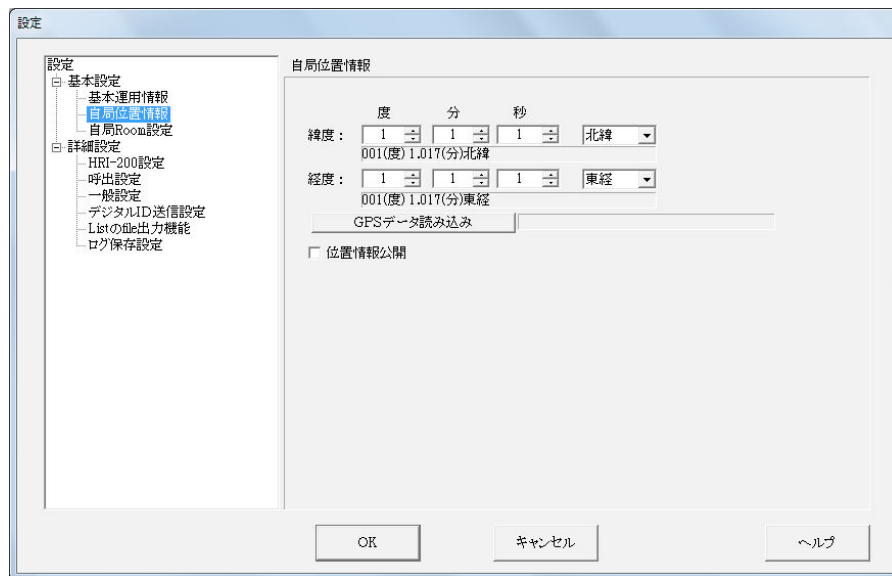 設定
設定
基本設定
基本運用情報
自局位置情報
自局Room設定
詳細設定
HRI-200設定
呼出設定
一般設定
デジタルID送信設定
Listのfile出力機能
ログ保存設定
自局位置情報
度 分 秒
緯度： 1 1 1 北緯
001(度) 1.017(分)北緯
経度： 1 1 1 東経
001(度) 1.017(分)東経
GPSデータ読み込み
位置情報公開
OK キャンセル ヘルプ